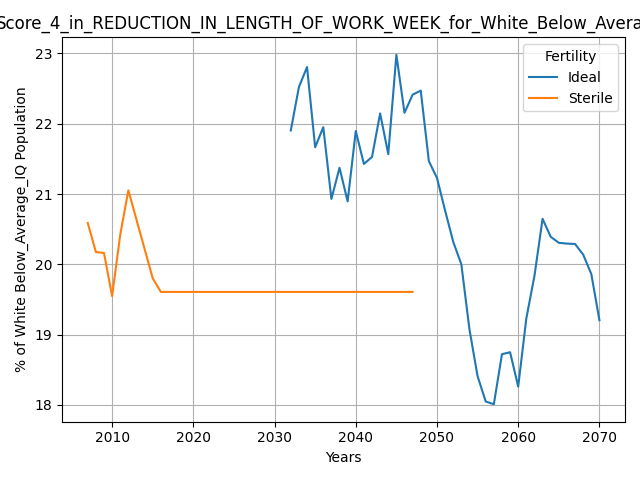 Score_4_in_REDUCTION_IN_LENGTH_OF_WORK_WEEK_for_White_Below_Avera
% of White Below_Average_IQ Population
23
22
21
20
19
18
Fertility
Ideal
Sterile
2010 2020 2030 2040 2050 2060 2070
Years